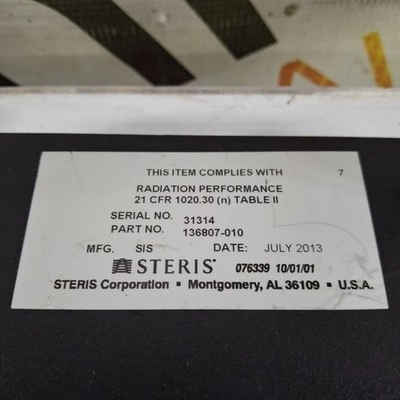 THIS ITEM COMPLIES WITH 7
RADIATION PERFORMANCE
21 CFR 1020.30 (n) TABLE II
SERIAL NO. 31314
PART NO. 136807-010
MFG. SIS DATE: JULY 2013
STERIS® 076339 10/01/01
STERIS Corporation • Montgomery, AL 36109 • U.S.A.